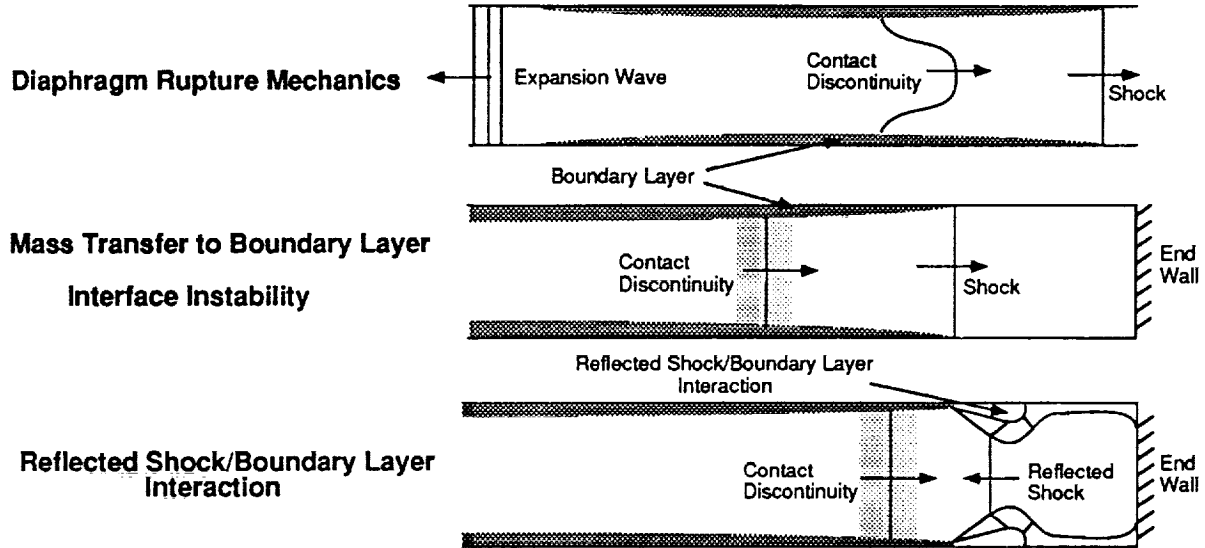 Diaphragm Rupture Mechanics
Expansion Wave
Contact
Discontinuity
Shock
Boundary Layer
Mass Transfer to Boundary Layer
Interface Instability
Contact
Discontinuity
Shock
End
Wall
Reflected Shock/Boundary Layer
Interaction
Reflected Shock/Boundary Layer
Interaction
Contact
Discontinuity
Reflected
Shock
End
Wall